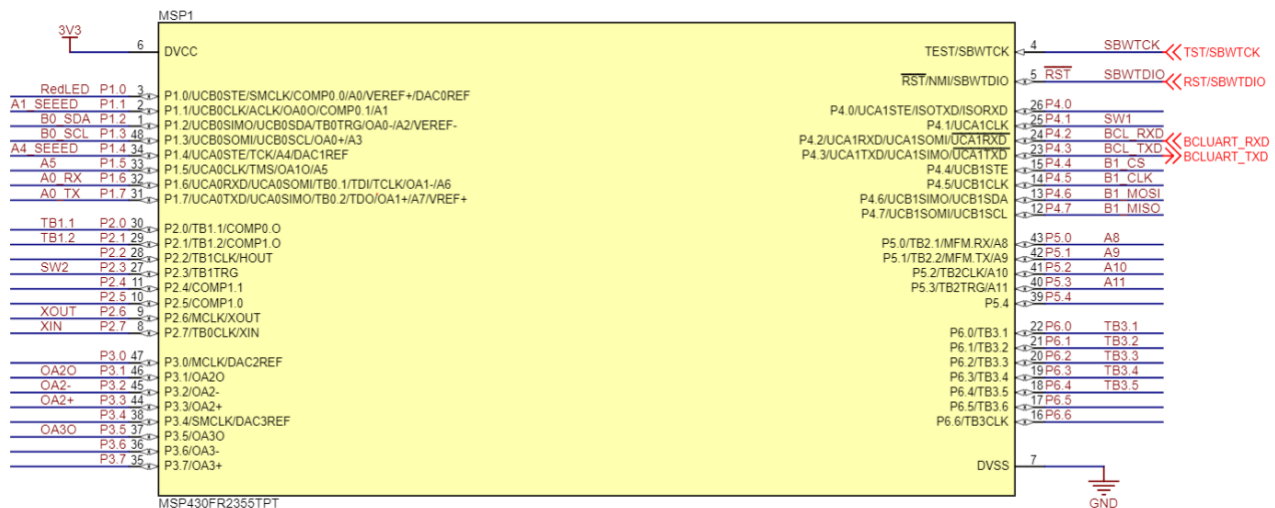 MSP1
3V3
6 DVCC
RedLED P1.0 3 P1.0/UCB0STE/SMCLK/COMP0.0/A0/VEREF+/DAC0REF
A1_SEEED P1.1 2 P1.1/UCB0CLK/ACLK/OA0O/COMP0.1/A1
B0_SDA P1.2 1 P1.2/UCB0SIMO/UCB0SDA/TB0TRG/OA0-/A2/VEREF-
B0_SCL P1.3 48 P1.3/UCB0SOMI/UCB0SCL/OA0+/A3
A4_SEEED P1.4 34 P1.4/UCA0STE/TCK/A4/DAC1REF
A5 P1.5 33 P1.5/UCA0CLK/TMS/OA1O/A5
A0_RX P1.6 32 P1.6/UCA0RXD/UCA0SOMI/TB0.1/TDI/TCLK/OA1-/A6
A0_TX P1.7 31 P1.7/UCA0TXD/UCA0SIMO/TB0.2/TDO/OA1+/A7/VREF+
TB1.1 P2.0 30 P2.0/TB1.1/COMP0.O
TB1.2 P2.1 29 P2.1/TB1.2/COMP1.O
P2.2 28 P2.2/TB1CLK/HOUT
SW2 P2.3 27 P2.3/TB1TRG
P2.4 11 P2.4/COMP1.1
P2.5 10 P2.5/COMP1.0
XOUT P2.6 9 P2.6/MCLK/XOUT
XIN P2.7 8 P2.7/TB0CLK/XIN
P3.0 47 P3.0/MCLK/DAC2REF
OA2O P3.1 46 P3.1/OA2O
OA2- P3.2 45 P3.2/OA2-
OA2+ P3.3 44 P3.3/OA2+
P3.4 38 P3.4/SMCLK/DAC3REF
OA3O P3.5 37 P3.5/OA3O
P3.6 36 P3.6/OA3-
P3.7 35 P3.7/OA3+
TEST/SBWTCK 4 SBWTCK TST/SBWTCK
RST/NMI/SBWTDIO 5 RST SBWTDIO RST/SBWTDIO
P4.0/UCA1STE/ISOTXD/ISORXD 26 P4.0
P4.1/UCA1CLK 25 P4.1 SW1
P4.2/UCA1RXD/UCA1SOMI/UCA1RXD 24 P4.2 BCL_RXD BCLUART_RXD
P4.3/UCA1TXD/UCA1SIMO/UCA1TXD 23 P4.3 BCL_TXD BCLUART_TXD
P4.4/UCB1STE 15 P4.4 B1_CS
P4.5/UCB1CLK 14 P4.5 B1_CLK
P4.6/UCB1SIMO/UCB1SDA 13 P4.6 B1_MOSI
P4.7/UCB1SOMI/UCB1SCL 12 P4.7 B1_MISO
P5.0/TB2.1/MFM.RX/A8 43 P5.0 A8
P5.1/TB2.2/MFM.TX/A9 42 P5.1 A9
P5.2/TB2CLK/A10 41 P5.2 A10
P5.3/TB2TRG/A11 40 P5.3 A11
P5.4 39 P5.4
P6.0/TB3.1 22 P6.0 TB3.1
P6.1/TB3.2 21 P6.1 TB3.2
P6.2/TB3.3 20 P6.2 TB3.3
P6.3/TB3.4 19 P6.3 TB3.4
P6.4/TB3.5 18 P6.4 TB3.5
P6.5/TB3.6 17 P6.5
P6.6/TB3CLK 16 P6.6
DVSS 7
GND
MSP430FR2355TPT